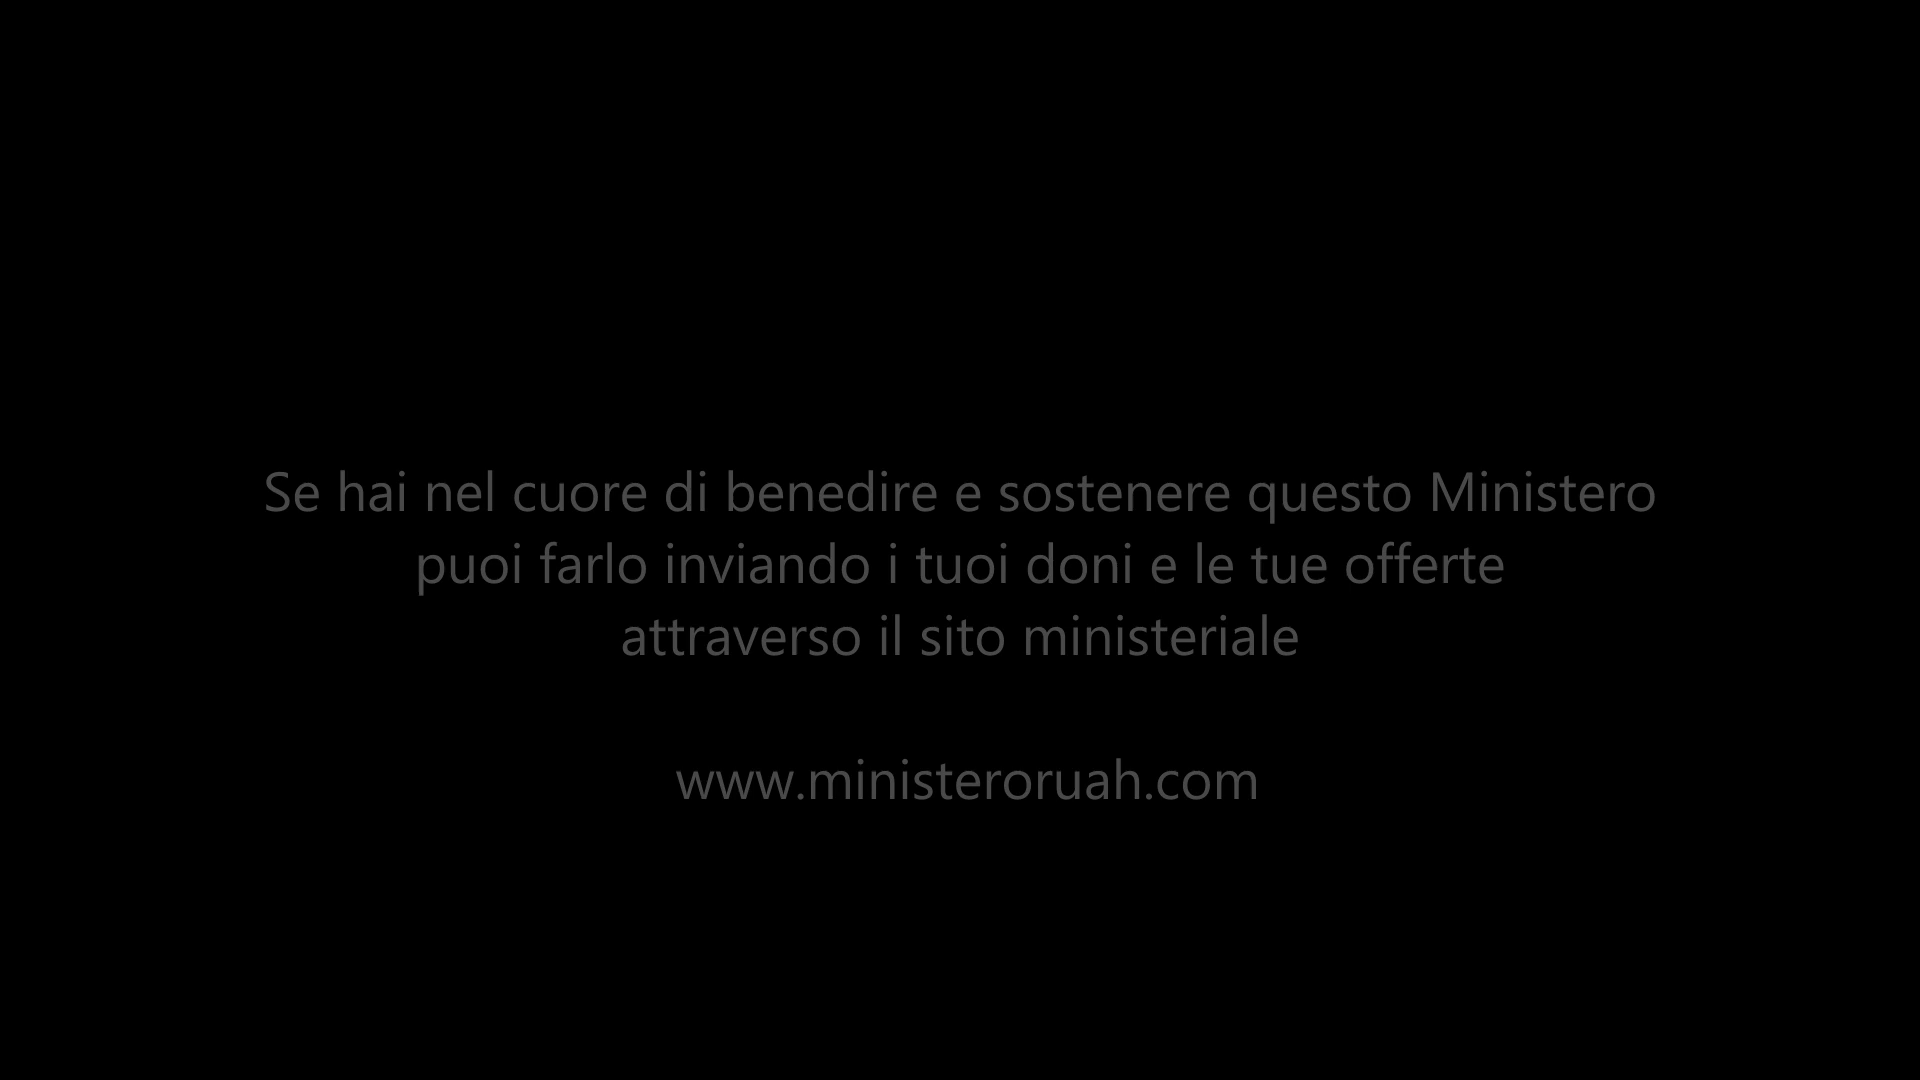 Se hai nel cuore di benedire e sostenere questo Ministero
puoi farlo inviando i tuoi doni e le tue offerte
attraverso il sito ministeriale
www.ministeroruah.com